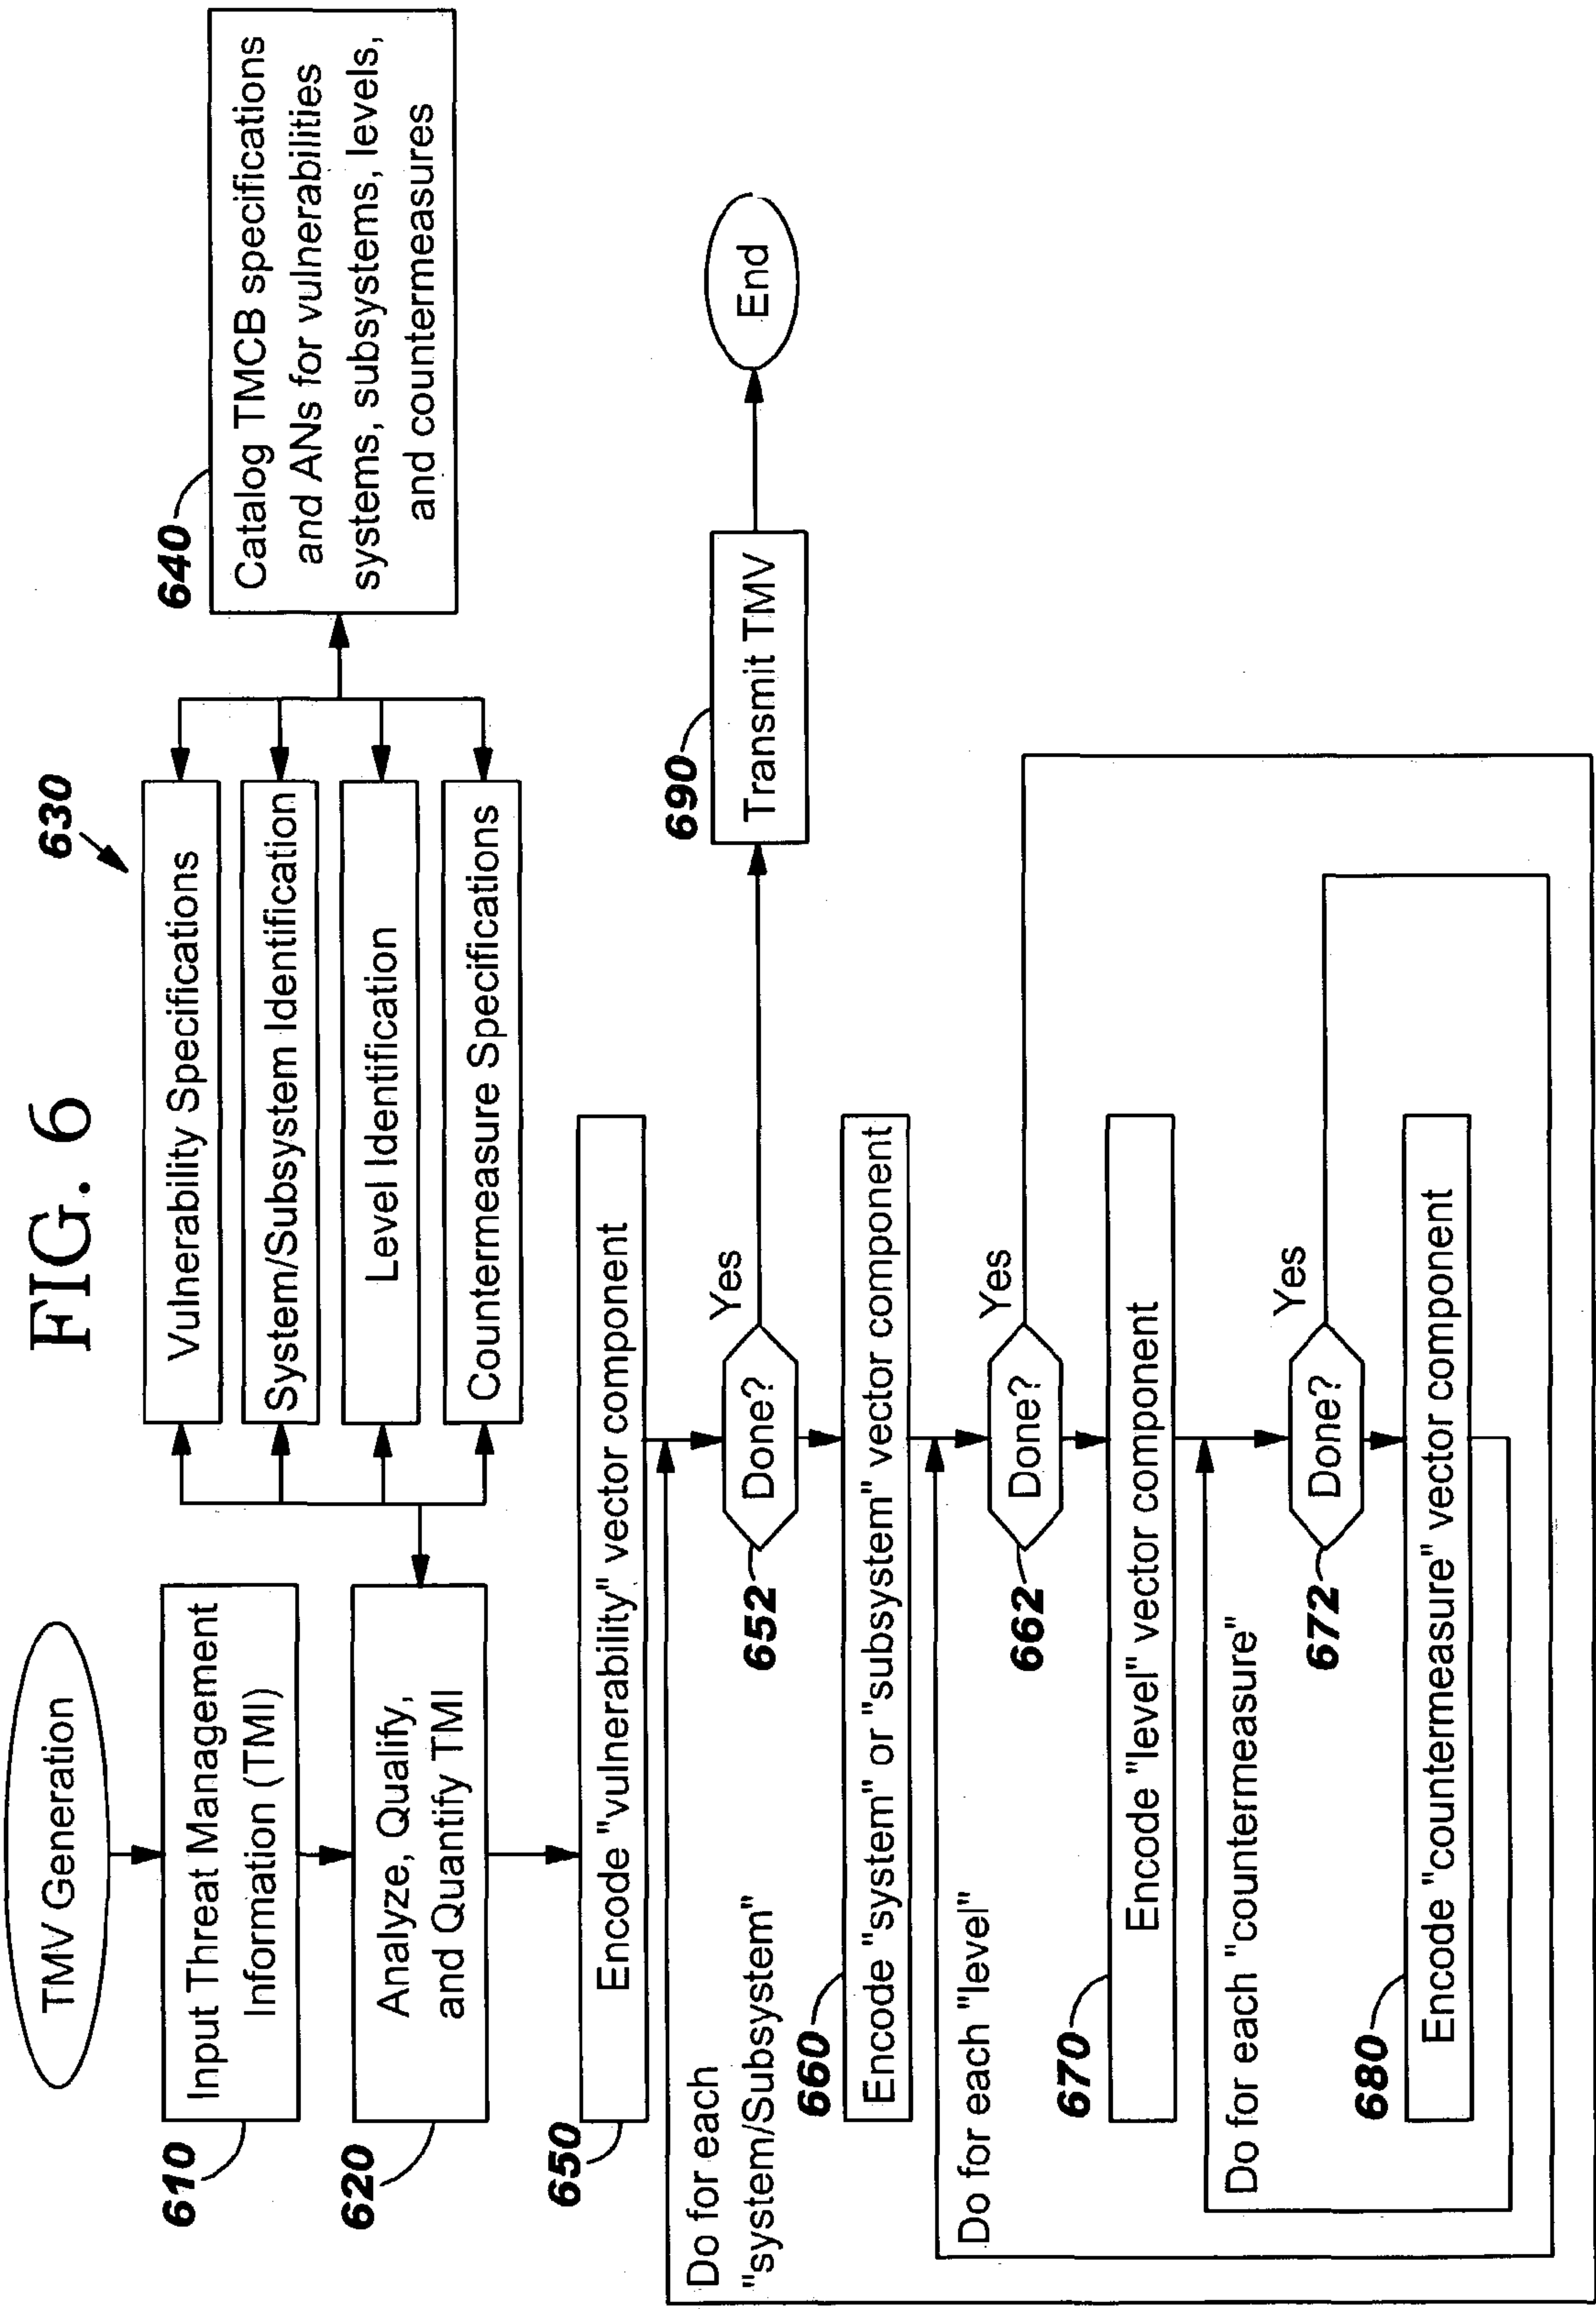 FIG. 6
TMV Generation
610
Input Threat Management
Information (TMI)
620
Analyze, Qualify,
and Quantify TMI
630
Vulnerability Specifications
System/Subsystem Identification
Level Identification
Countermeasure Specifications
640
Catalog TMCB specifications
and ANs for vulnerabilities
systems, subsystems, levels,
and countermeasures
650
Encode "vulnerability" vector component
Do for each
"system/Subsystem"
652
Done?
Yes
690
Transmit TMV
End
660
Encode "system" or "subsystem" vector component
Do for each "level"
662
Done?
Yes
670
Encode "level" vector component
Do for each "countermeasure"
672
Done?
Yes
680
Encode "countermeasure" vector component